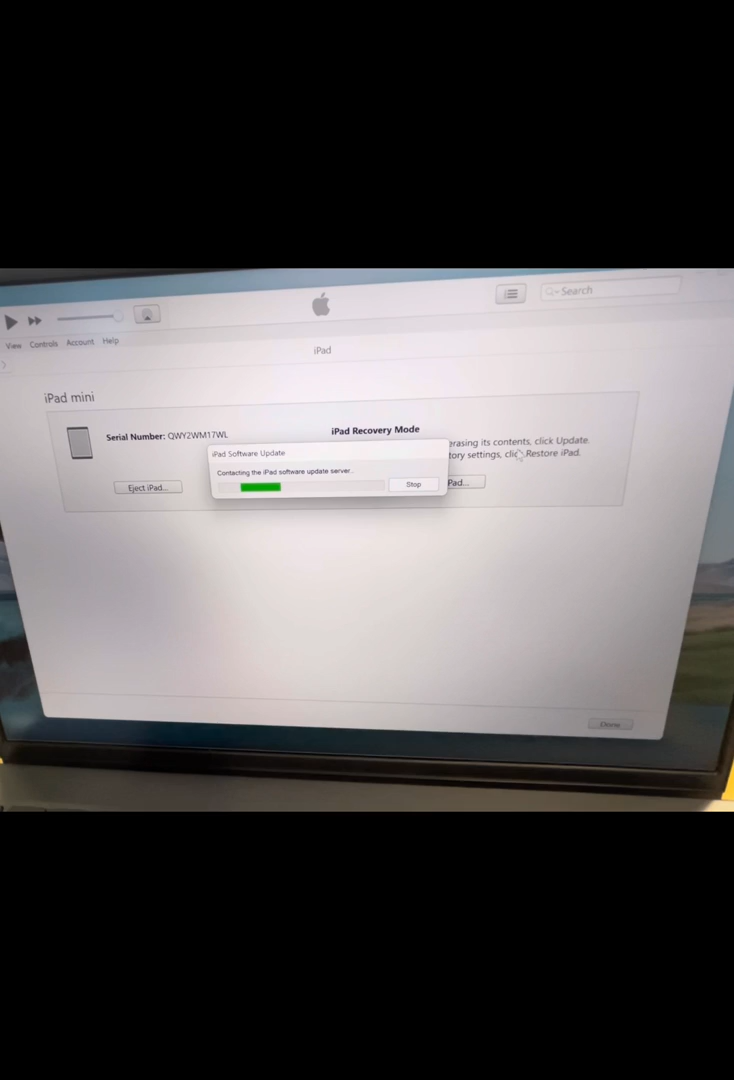 Search
View Controls Account Help
iPad
iPad mini
Serial Number: QWY2WM17WL
iPad Recovery Mode
iPad Software Update
erasing its contents, click Update.
tory settings, click Restore iPad.
Contacting the iPad software update server...
Eject iPad...
Stop
Pad...
Done